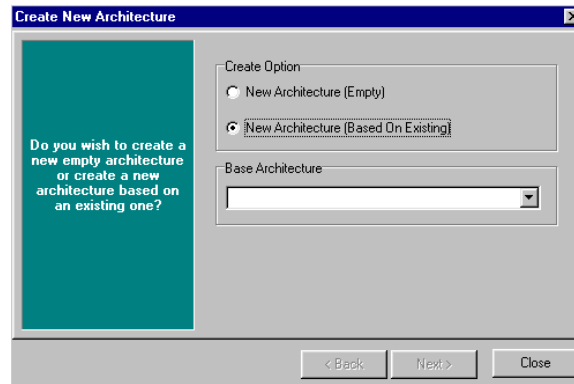 Create New Architecture
Do you wish to create a
new empty architecture
or create a new
architecture based on
an existing one?
Create Option
New Architecture (Empty)
New Architecture (Based On Existing)
Base Architecture
< Back
Next >
Close